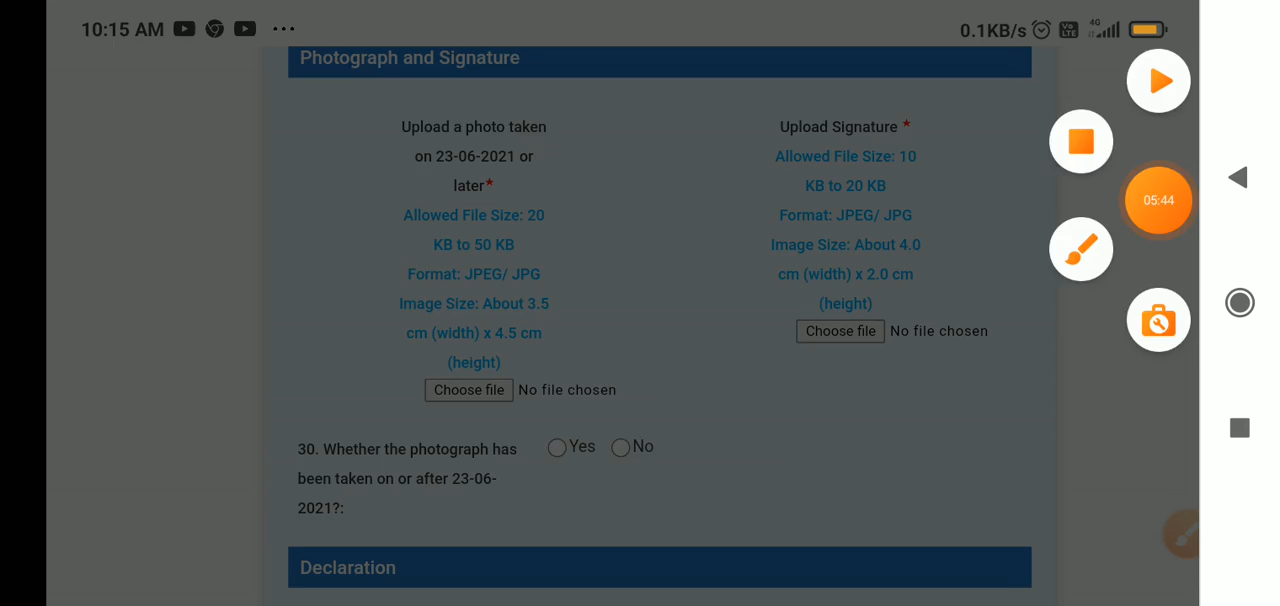 10:15 AM ... 0.1KB/s Vo LTE 4G
Photograph and Signature
Upload a photo taken
on 23-06-2021 or
later*
Allowed File Size: 20
KB to 50 KB
Format: JPEG/ JPG
Image Size: About 3.5
cm (width) x 4.5 cm
(height)
Choose file No file chosen
Upload Signature *
Allowed File Size: 10
KB to 20 KB
Format: JPEG/ JPG
Image Size: About 4.0
cm (width) x 2.0 cm
(height)
Choose file No file chosen
05:44
30. Whether the photograph has
been taken on or after 23-06-
2021?:
Yes No
Declaration